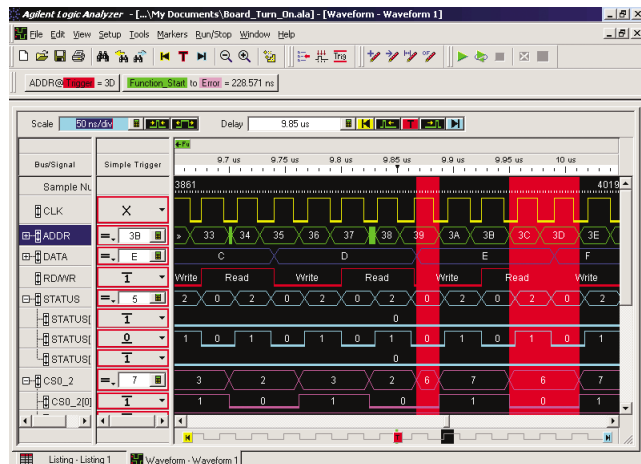 Agilent Logic Analyzer - [...\My Documents\Board_Turn_On.ala] - [Waveform - Waveform 1]
File Edit View Setup Tools Markers Run/Stop Window Help
ADDR@ Trigger = 3D Function_Start to Error = 228.571 ns
Scale 50 ns/div Delay 9.85 us
Bus/Signal Simple Trigger 9.7 us 9.75 us 9.8 us 9.85 us 9.9 us 9.95 us 10 us
Sample Nu 3861 4019
CLK X
ADDR = 3B 33 34 35 36 37 38 39 3A 3B 3C 3D 3E
DATA = E C D E F
RD/WR 1 Write Read Write Read Write Read Write
STATUS = 5 2 0 2 0 2 0 2 0 2 0 2
STATUS[ 1 0
STATUS[ 0 1 0 1 0 1 0 1 0 1 0 1
STATUS[ 1 0
CS0_2 = 7 3 2 3 2 6 7 6 7
CS0_2[0] 1 1 0 1 0 1 0 1
Listing - Listing 1 Waveform - Waveform 1